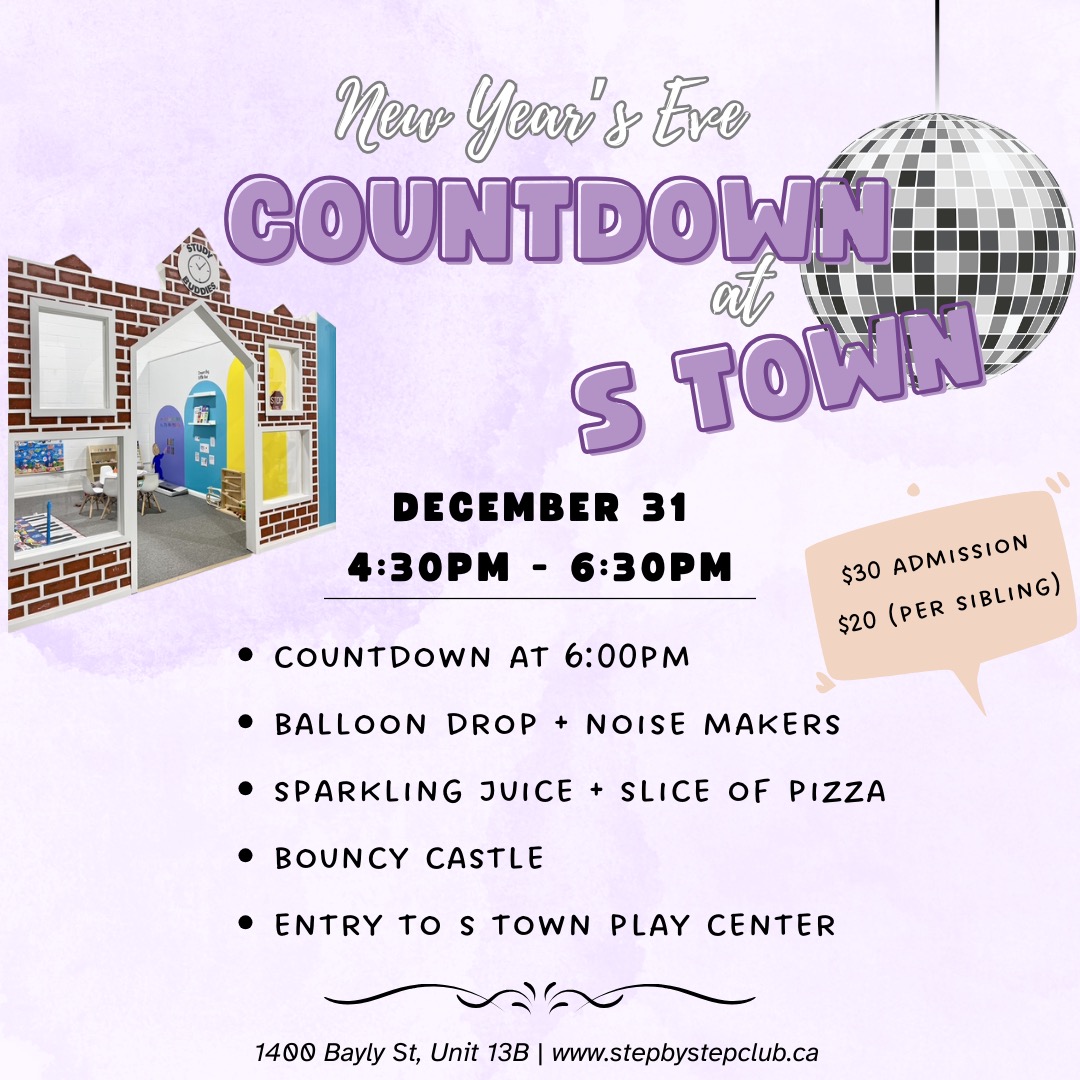 New Year's Eve
COUNTDOWN
at
S TOWN
STUDY
BUDDIES
STOP
DECEMBER 31
4:30PM - 6:30PM
$30 ADMISSION
$20 (PER SIBLING)
• COUNTDOWN AT 6:00PM
• BALLOON DROP + NOISE MAKERS
• SPARKLING JUICE + SLICE OF PIZZA
• BOUNCY CASTLE
• ENTRY TO S TOWN PLAY CENTER
1400 Bayly St, Unit 13B | www.stepbystepclub.ca